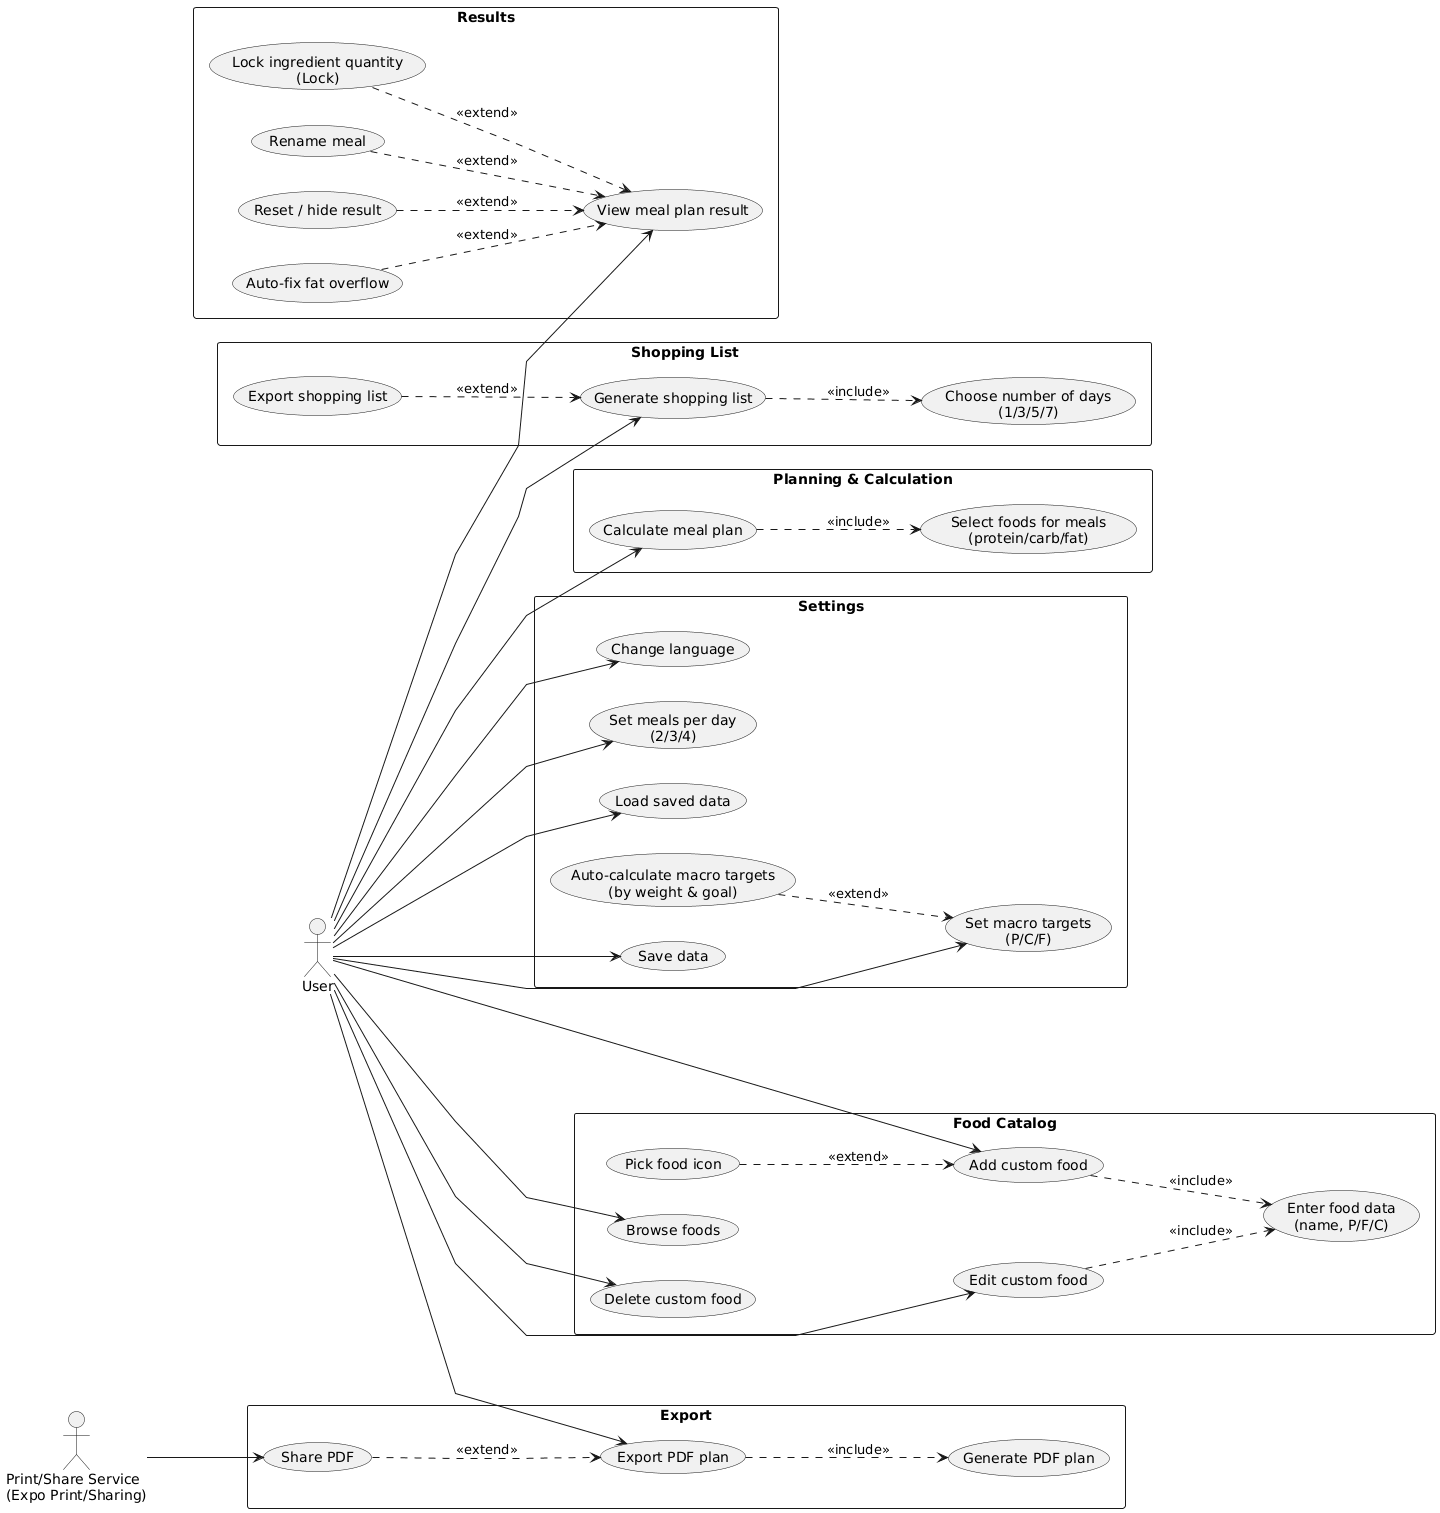 Results
Lock ingredient quantity
(Lock)
«extend»
Rename meal
«extend»
Reset / hide result
«extend»
View meal plan result
«extend»
Auto-fix fat overflow
Shopping List
Export shopping list
«extend»
Generate shopping list
«include»
Choose number of days
(1/3/5/7)
Planning & Calculation
Calculate meal plan
«include»
Select foods for meals
(protein/carb/fat)
Settings
Change language
Set meals per day
(2/3/4)
Load saved data
Auto-calculate macro targets
(by weight & goal)
«extend»
Set macro targets
(P/C/F)
Save data
User
Food Catalog
Pick food icon
«extend»
Add custom food
«include»
Enter food data
(name, P/F/C)
Browse foods
«include»
Edit custom food
Delete custom food
Export
Share PDF
«extend»
Export PDF plan
«include»
Generate PDF plan
Print/Share Service
(Expo Print/Sharing)